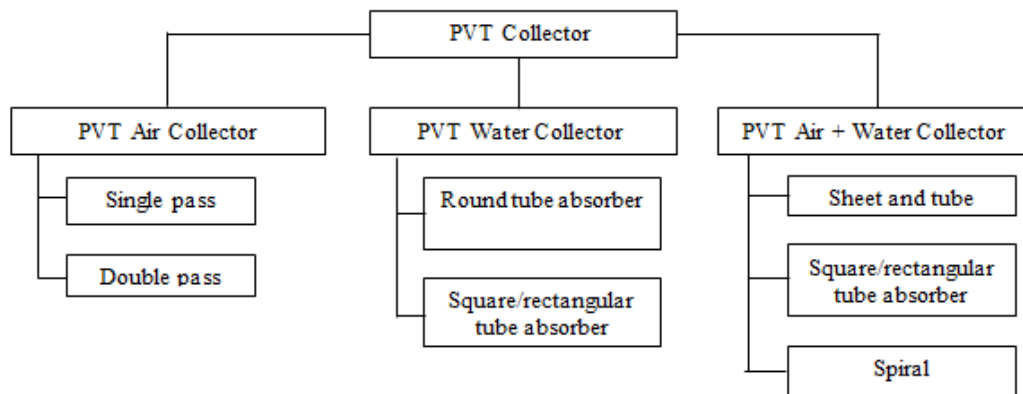 PVT Collector
PVT Air Collector
PVT Water Collector
PVT Air + Water Collector
Single pass
Double pass
Round tube absorber
Square/rectangular
tube absorber
Sheet and tube
Square/rectangular
tube absorber
Spiral